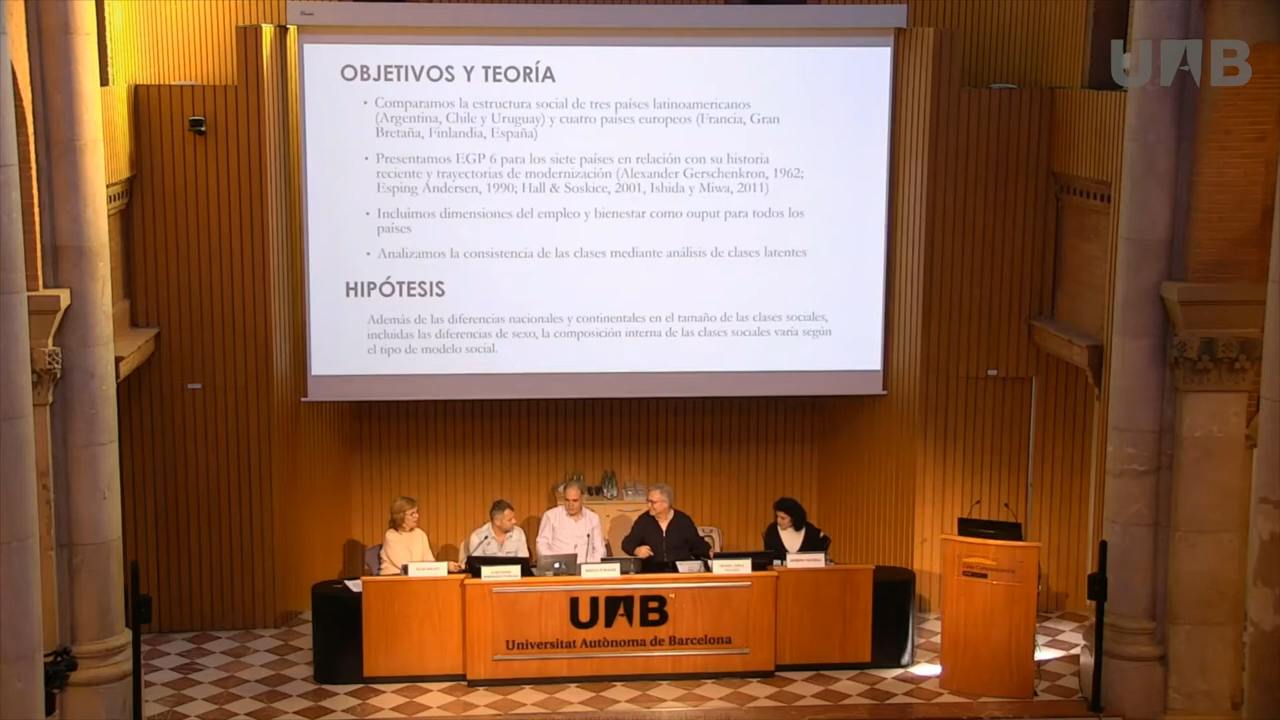 UAB
OBJETIVOS Y TEORÍA
• Comparamos la estructura social de tres países latinoamericanos
(Argentina, Chile y Uruguay) y cuatro países europeos (Francia, Gran
Bretaña, Finlandia, España)
• Presentamos EGP 6 para los siete países en relación con su historia
reciente y trayectorias de modernización (Alexander Gerschenkron, 1962;
Esping Andersen, 1990; Hall & Soskice, 2001, Ishida y Miwa, 2011)
• Incluimos dimensiones del empleo y bienestar como ouput para todos los
países
• Analizamos la consistencia de las clases mediante análisis de clases latentes
HIPÓTESIS
Además de las diferencias nacionales y continentales en el tamaño de las clases sociales,
incluidas las diferencias de sexo, la composición interna de las clases sociales varía según
el tipo de modelo social.
UAB
Universitat Autònoma de Barcelona